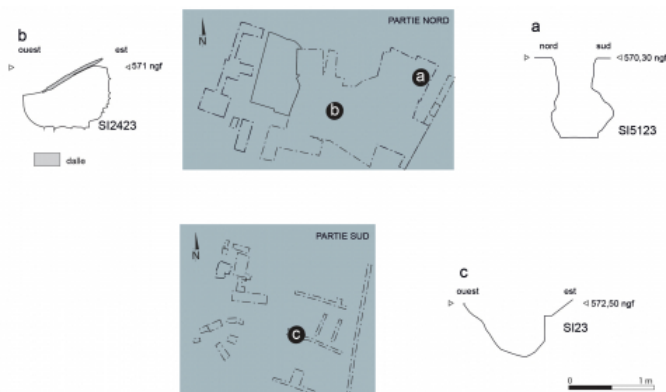 b
ouest
est
571 ngf
SI2423
dalle
PARTIE NORD
N
a
b
a
nord
sud
570,30 ngf
SI5123
PARTIE SUD
N
c
c
ouest
est
572,50 ngf
SI23
0
1 m